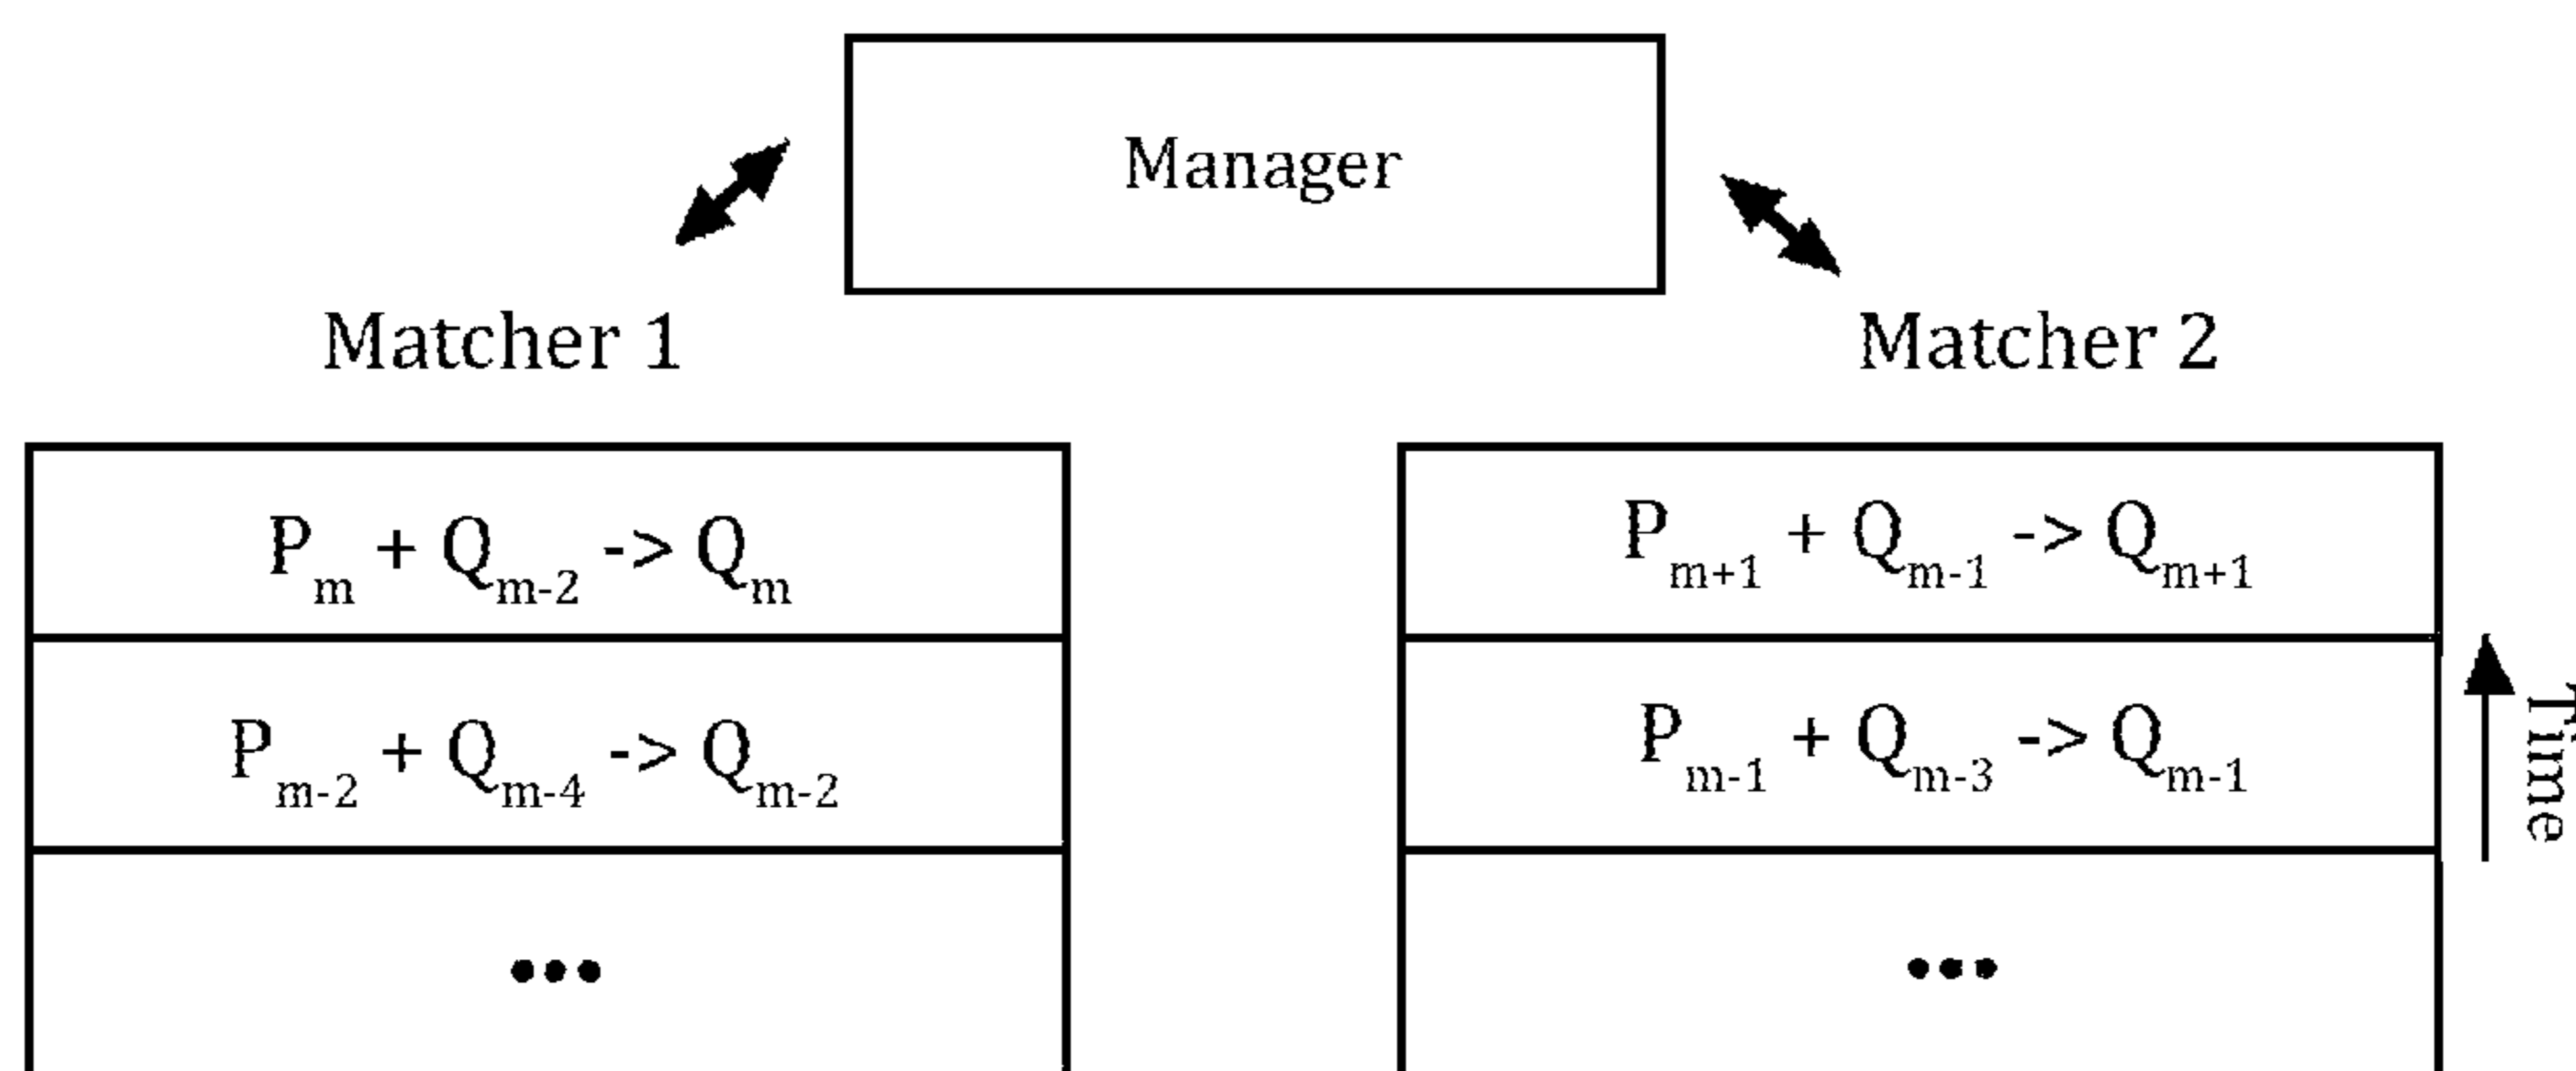 Manager
Matcher 1
Matcher 2
Pm + Qm-2 -> Qm
Pm+1 + Qm-1 -> Qm+1
Pm-2 + Qm-4 -> Qm-2
Pm-1 + Qm-3 -> Qm-1
Time
...
...